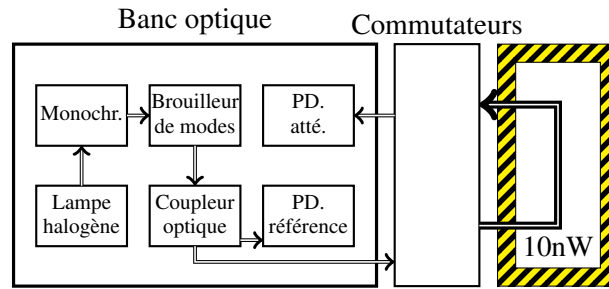 Banc optique
Commutateurs
Monochr.
Brouilleur
de modes
PD.
atté.
Lampe
halogène
Coupleur
optique
PD.
référence
10nW